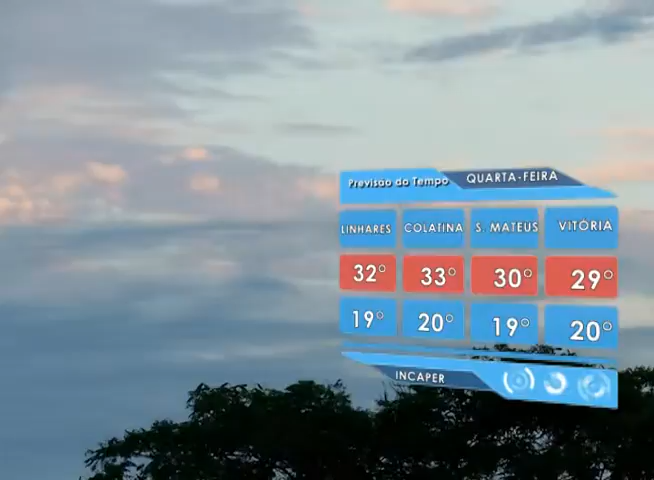 Previsão do Tempo QUARTA-FEIRA
LINHARES COLATINA S. MATEUS VITÓRIA
32° 33° 30° 29°
19° 20° 19° 20°
INCAPER